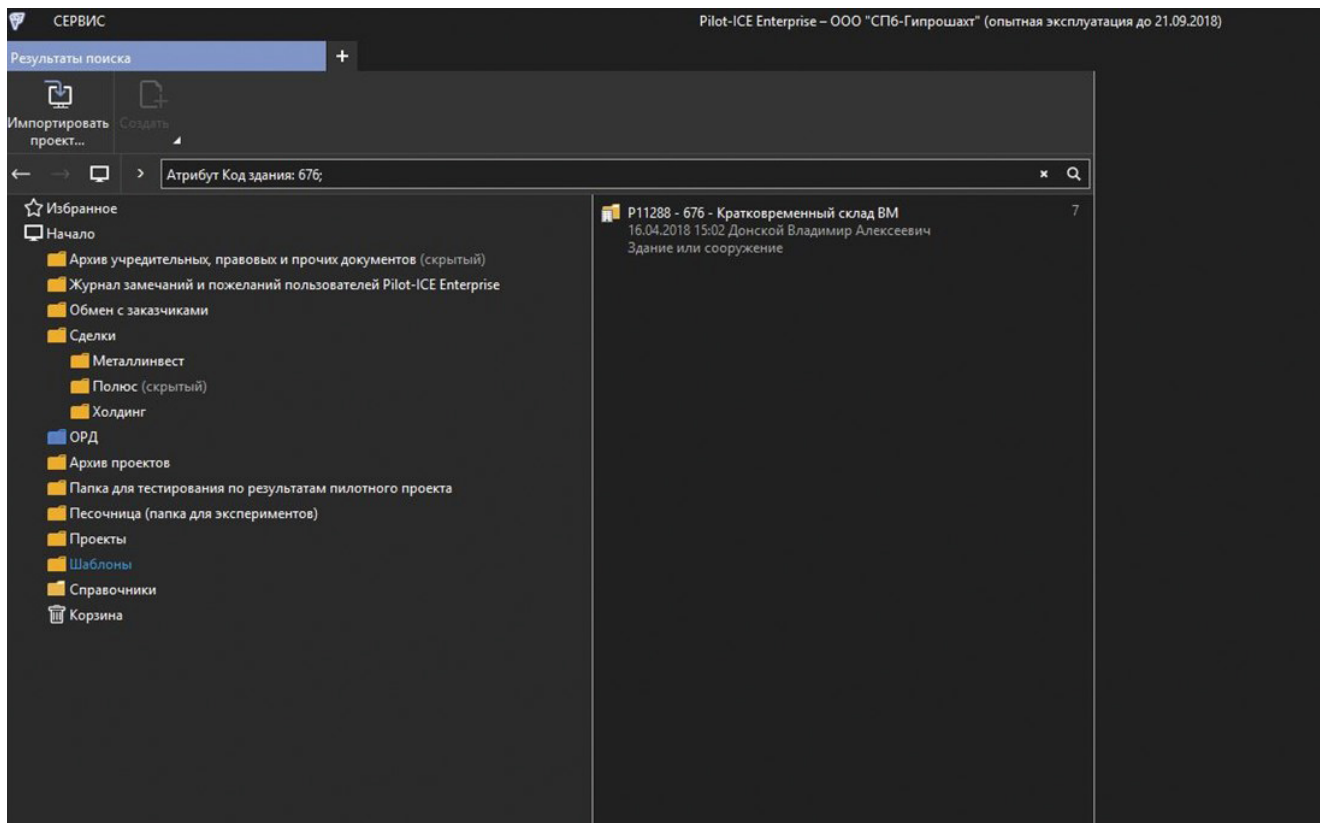 СЕРВИС
Pilot-ICE Enterprise – ООО "СПб-Гипрошахт" (опытная эксплуатация до 21.09.2018)
Результаты поиска
+
Импортировать проект...
Создать
Атрибут Код здания: 676;
Избранное
Начало
Архив учредительных, правовых и прочих документов (скрытый)
Журнал замечаний и пожеланий пользователей Pilot-ICE Enterprise
Обмен с заказчиками
Сделки
Металлинвест
Полюс (скрытый)
Холдинг
ОРД
Архив проектов
Папка для тестирования по результатам пилотного проекта
Песочница (папка для экспериментов)
Проекты
Шаблоны
Справочники
Корзина
P11288 - 676 - Кратковременный склад ВМ
7
16.04.2018 15:02 Донской Владимир Алексеевич
Здание или сооружение